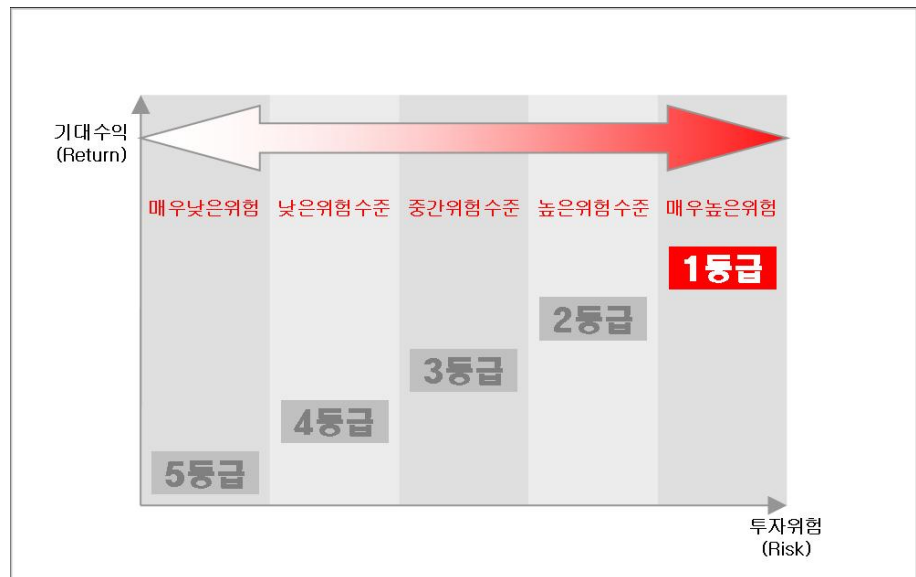 기대수익
(Return)
매우낮은위험 낮은위험수준 중간위험수준 높은위험수준 매우높은위험
1등급
2등급
3등급
4등급
5등급
투자위험
(Risk)